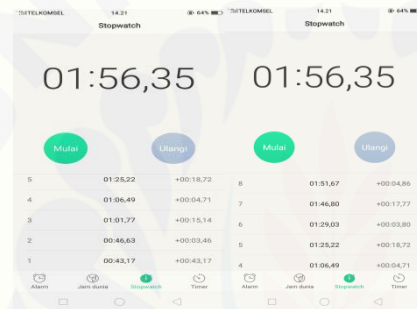 TELKOMSEL 14.21 64%
Stopwatch
01:56,35
Mulai Ulangi
5 01:25,22 +00:18,72
4 01:06,49 +00:04,71
3 01:01,77 +00:15,14
2 00:46,63 +00:03,46
1 00:43,17 +00:43,17
Alarm Jam dunia Stopwatch Timer
TELKOMSEL 14.21 64%
Stopwatch
01:56,35
Mulai Ulangi
8 01:51,67 +00:04,86
7 01:46,80 +00:17,77
6 01:29,03 +00:03,80
5 01:25,22 +00:18,72
4 01:06,49 +00:04,71
Alarm Jam dunia Stopwatch Timer